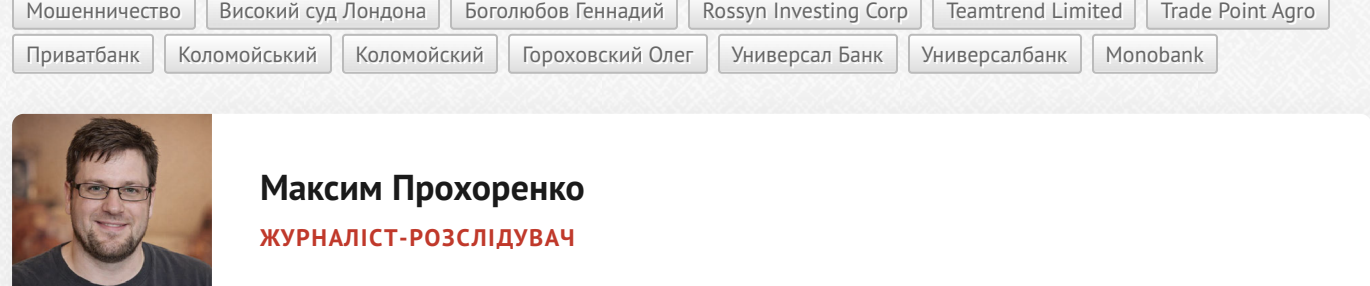 Мошенничество Високий суд Лондона Боголюбов Геннадий Rossyn Investing Corp Teamtrend Limited Trade Point Agro
Приватбанк Коломойський Коломойский Гороховский Олег Универсал Банк Универсалбанк Monobank
Максим Прохоренко
ЖУРНАЛІСТ-РОЗСЛІДУВАЧ